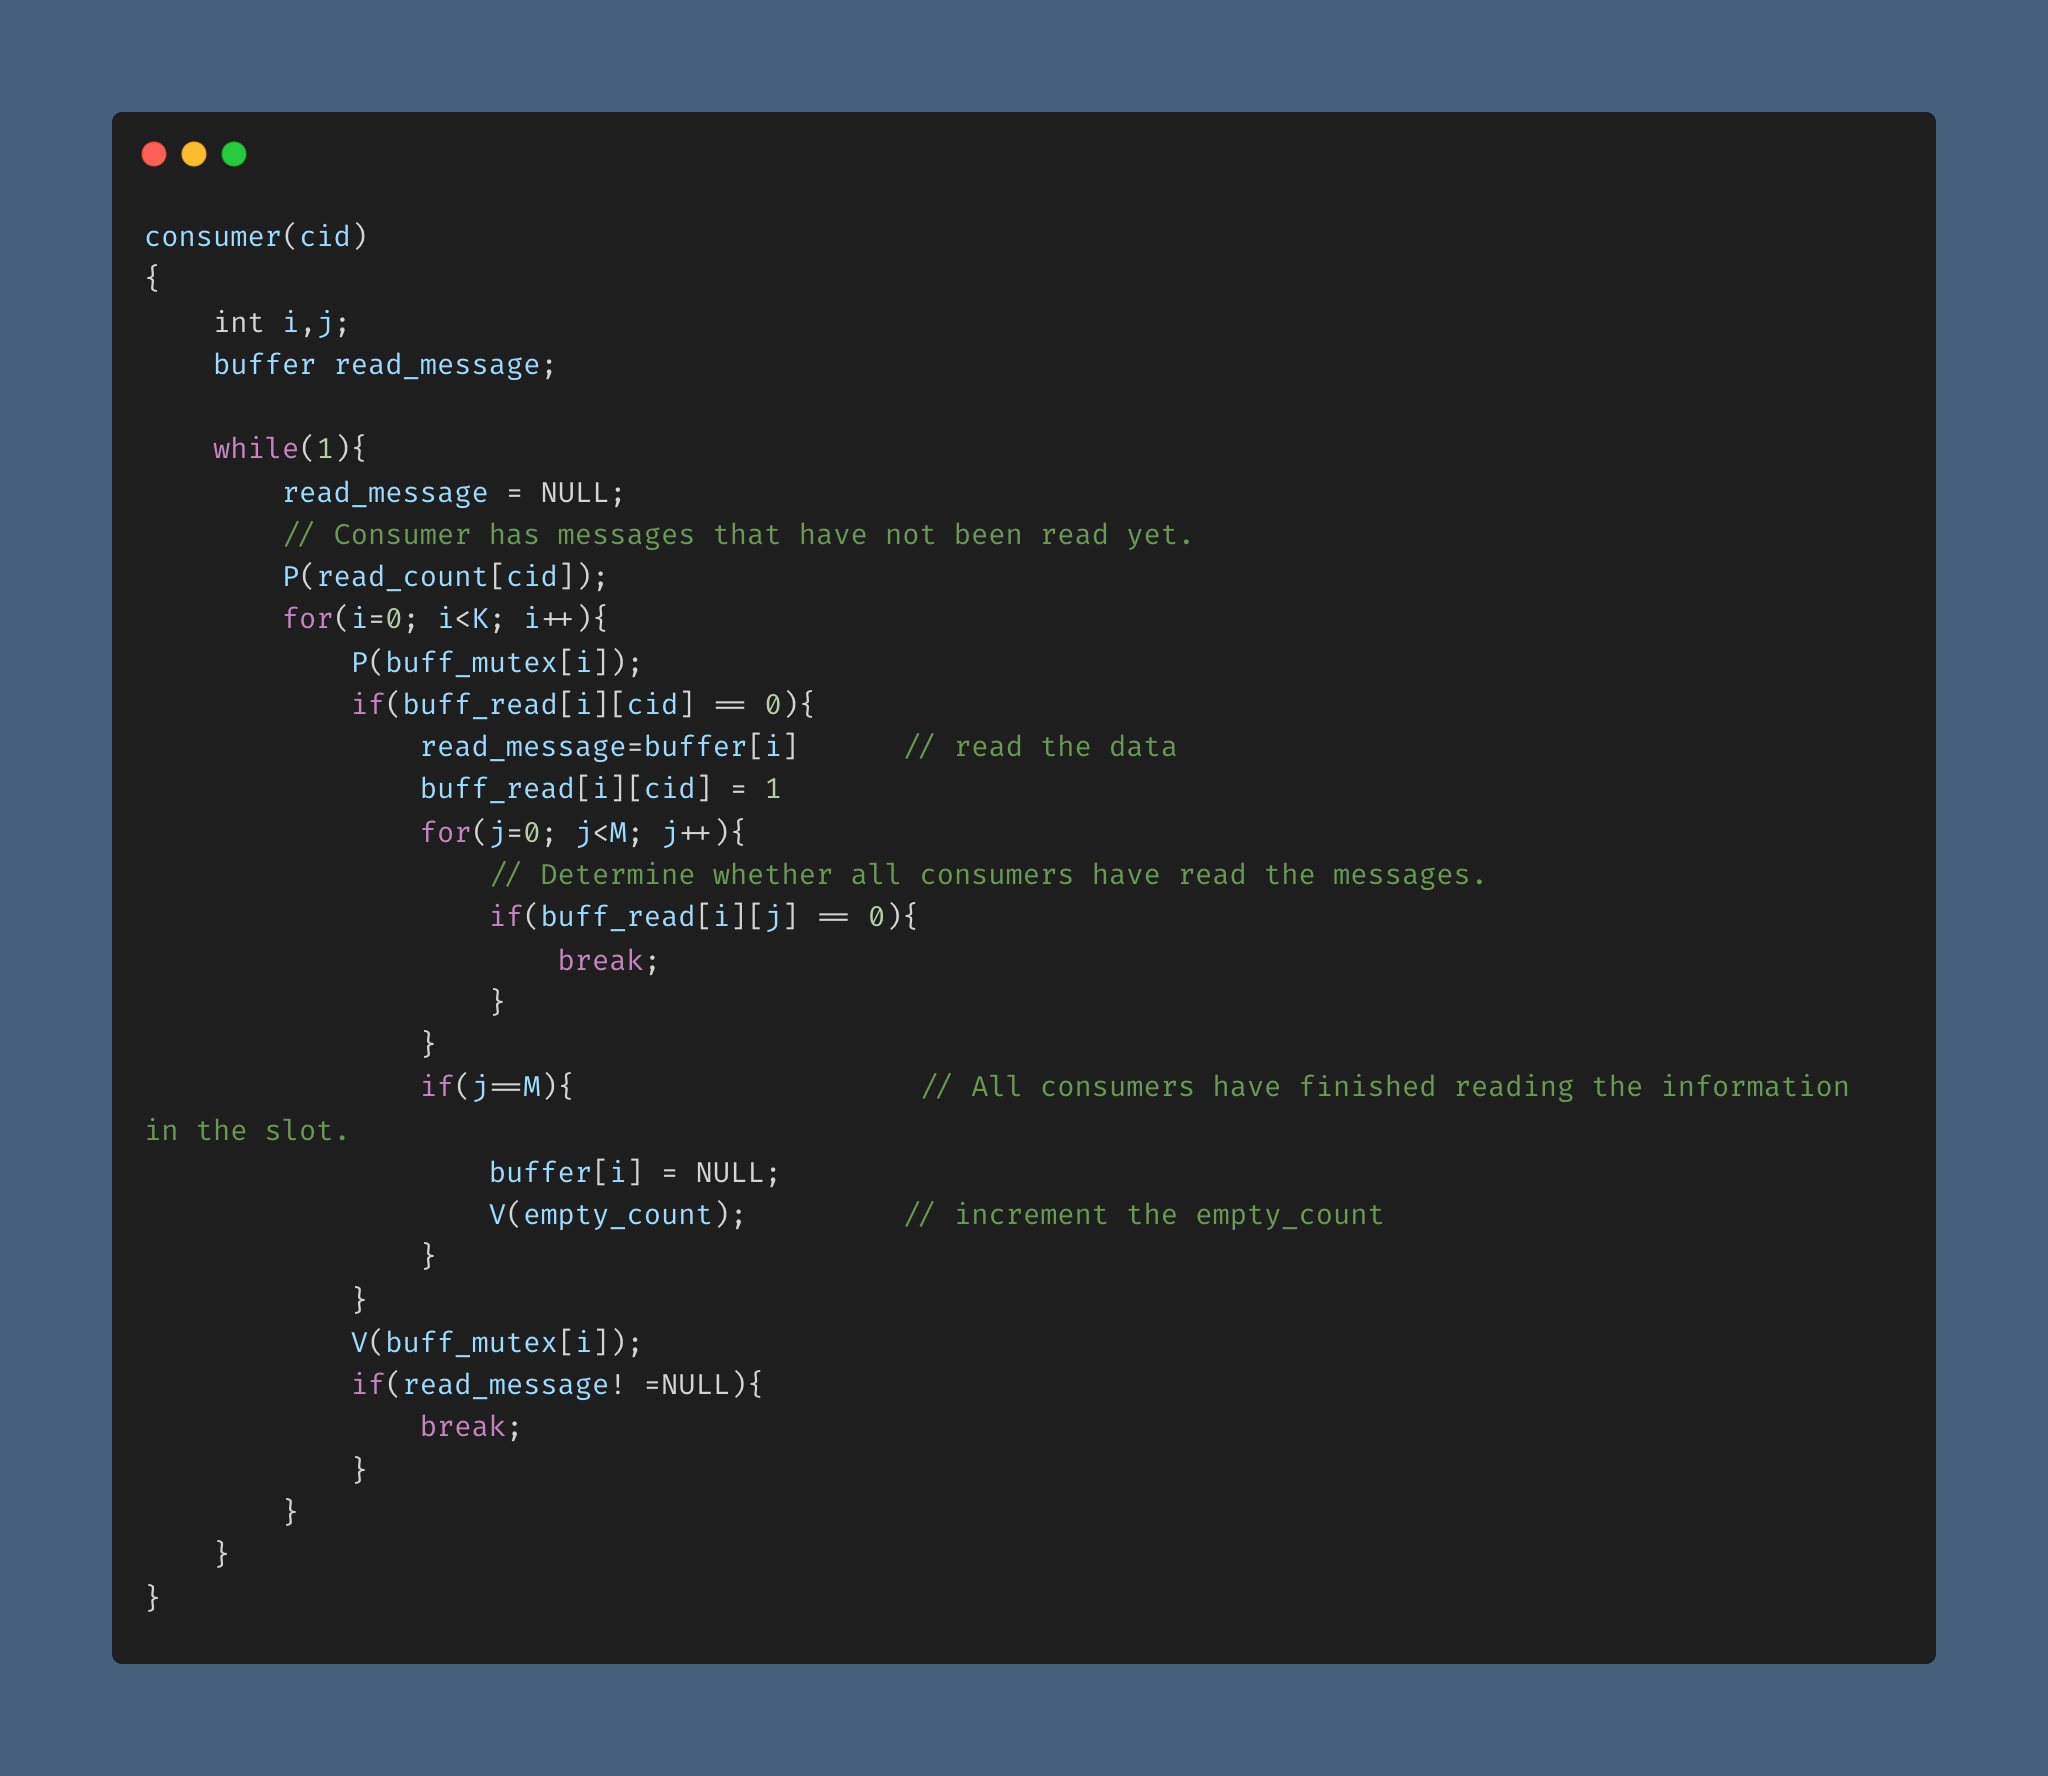 consumer(cid)
{
    int i,j;
    buffer read_message;

    while(1){
        read_message = NULL;
        // Consumer has messages that have not been read yet.
        P(read_count[cid]);
        for(i=0; i<K; i++){
            P(buff_mutex[i]);
            if(buff_read[i][cid] == 0){
                read_message=buffer[i]      // read the data
                buff_read[i][cid] = 1
                for(j=0; j<M; j++){
                    // Determine whether all consumers have read the messages.
                    if(buff_read[i][j] == 0){
                        break;
                    }
                }
                if(j==M){                    // All consumers have finished reading the information
in the slot.
                    buffer[i] = NULL;
                    V(empty_count);         // increment the empty_count
                }
            }
            V(buff_mutex[i]);
            if(read_message! =NULL){
                break;
            }
        }
    }
}